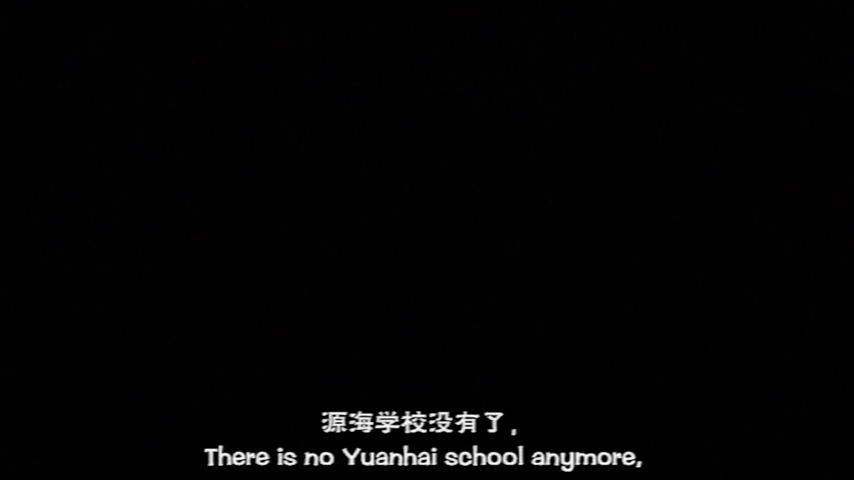 源海学校没有了，
There is no Yuanhai school anymore,